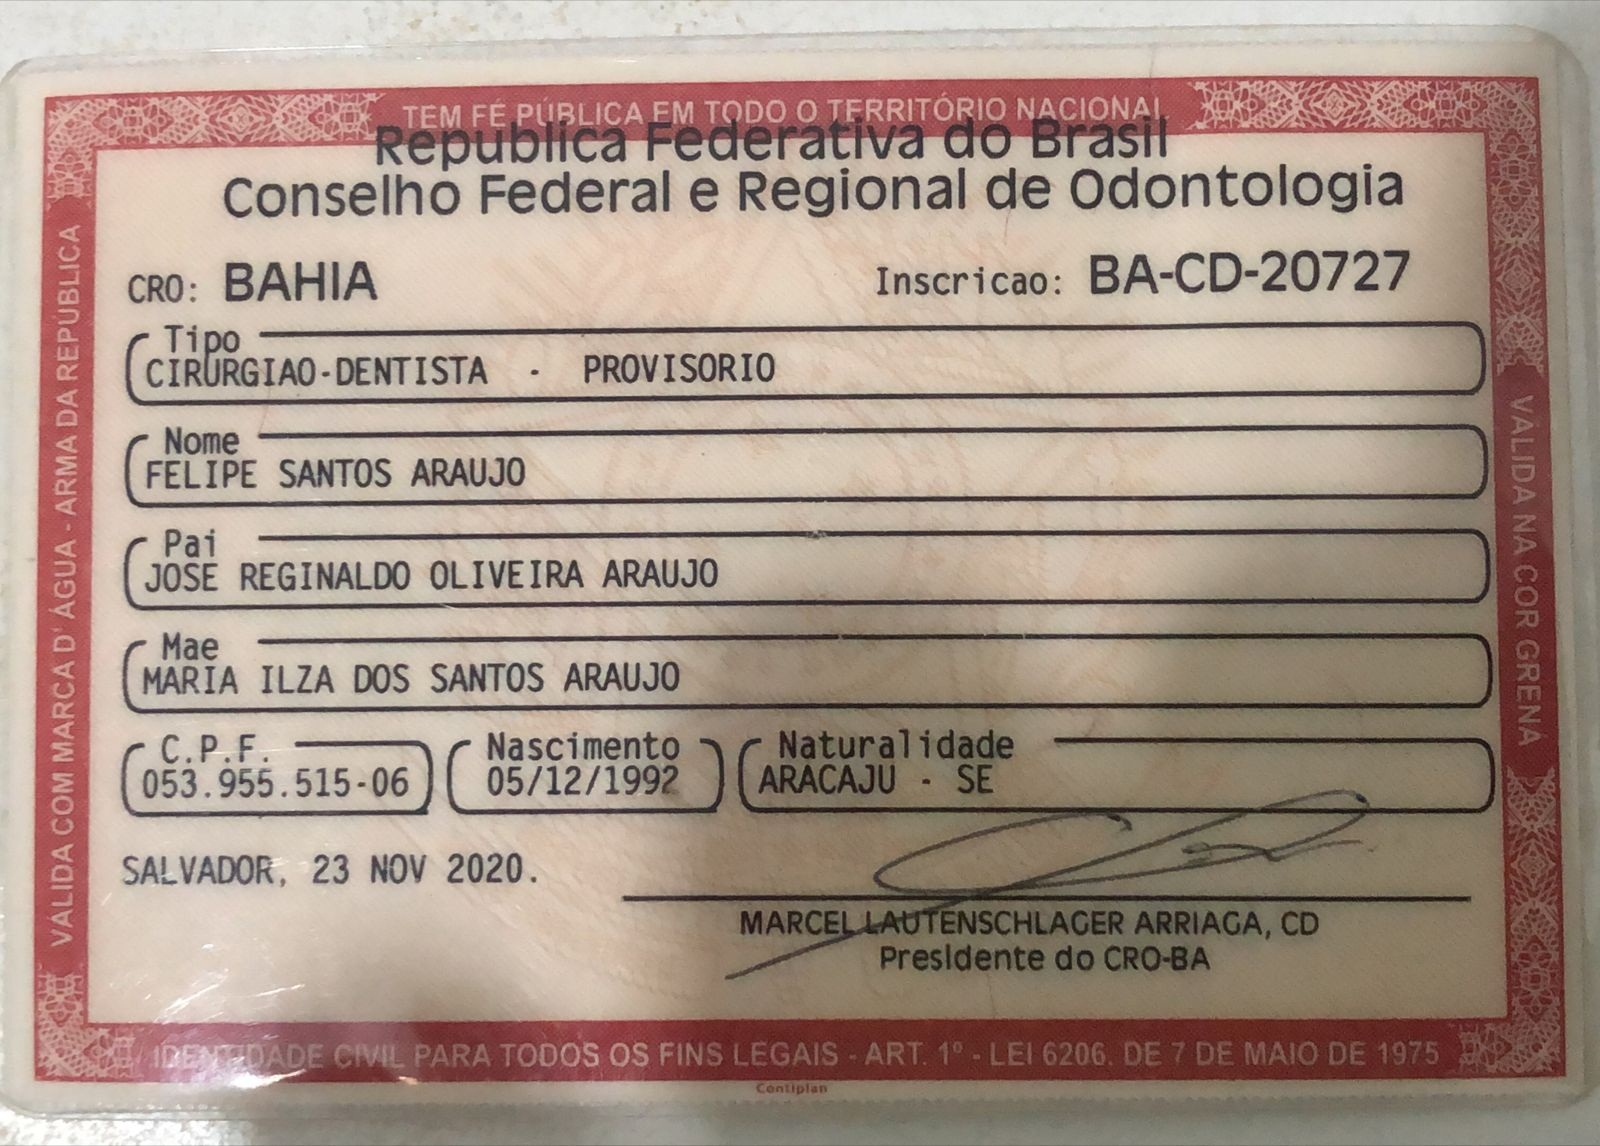 TEM FÉ PÚBLICA EM TODO O TERRITÓRIO NACIONAL
Republica Federativa do Brasil
Conselho Federal e Regional de Odontologia
CRO: BAHIA
Inscricao: BA-CD-20727
Tipo
CIRURGIAO-DENTISTA - PROVISORIO
Nome
FELIPE SANTOS ARAUJO
Pai
JOSE REGINALDO OLIVEIRA ARAUJO
Mae
MARIA ILZA DOS SANTOS ARAUJO
C.P.F. Nascimento Naturalidade
053.955.515-06 05/12/1992 ARACAJU - SE
SALVADOR, 23 NOV 2020.
MARCEL LAUTENSCHLAGER ARRIAGA, CD
Presidente do CRO-BA
IDENTIDADE CIVIL PARA TODOS OS FINS LEGAIS - ART. 1º - LEI 6206. DE 7 DE MAIO DE 1975
Contiplan
VALIDA COM MARCA D' ÁGUA - ARMA DA REPÚBLICA
VÁLIDA NA COR GRENÁ